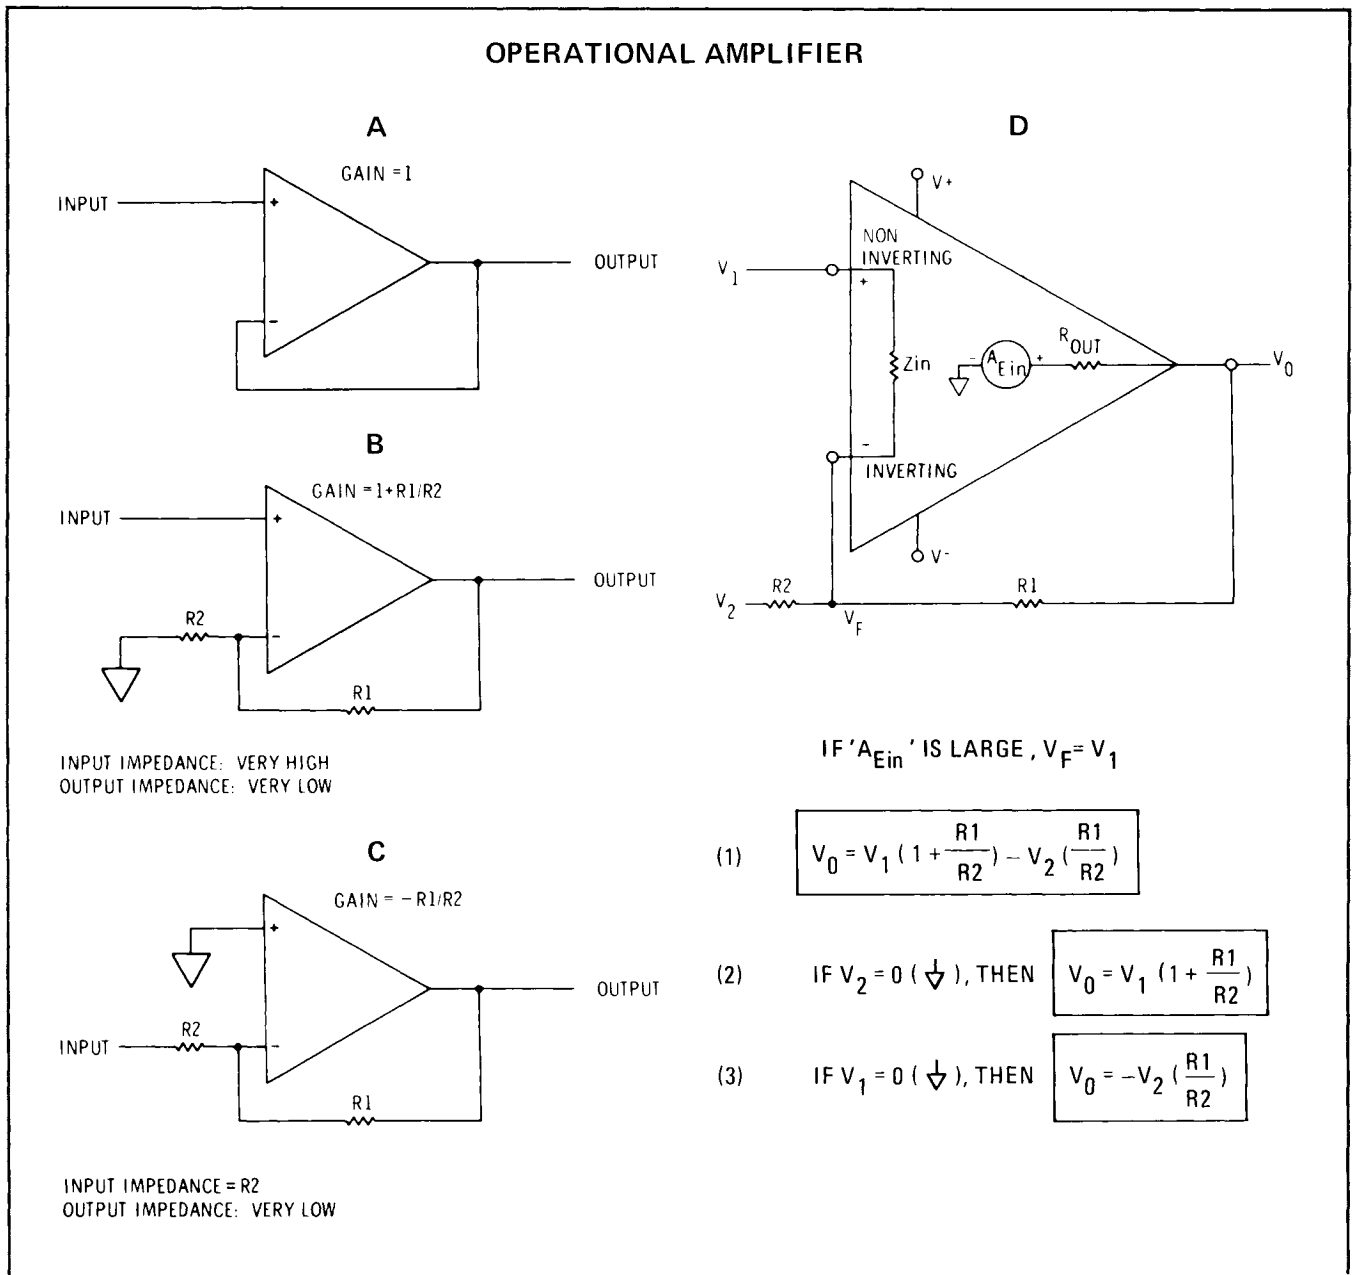 OPERATIONAL AMPLIFIER
A
GAIN =1
INPUT
+
-
OUTPUT
B
GAIN =1+R1/R2
INPUT
+
-
R2
R1
OUTPUT
INPUT IMPEDANCE: VERY HIGH
OUTPUT IMPEDANCE: VERY LOW
C
GAIN = -R1/R2
+
-
INPUT
R2
R1
OUTPUT
INPUT IMPEDANCE = R2
OUTPUT IMPEDANCE: VERY LOW
D
V+
NON
INVERTING
V1
+
Zin
- AEin +
ROUT
V0
-
INVERTING
V-
V2
R2
VF
R1
IF 'AEin' IS LARGE, VF = V1
(1) V0 = V1 (1 + R1/R2) - V2 (R1/R2)
(2) IF V2 = 0 (⏚), THEN V0 = V1 (1 + R1/R2)
(3) IF V1 = 0 (⏚), THEN V0 = -V2 (R1/R2)